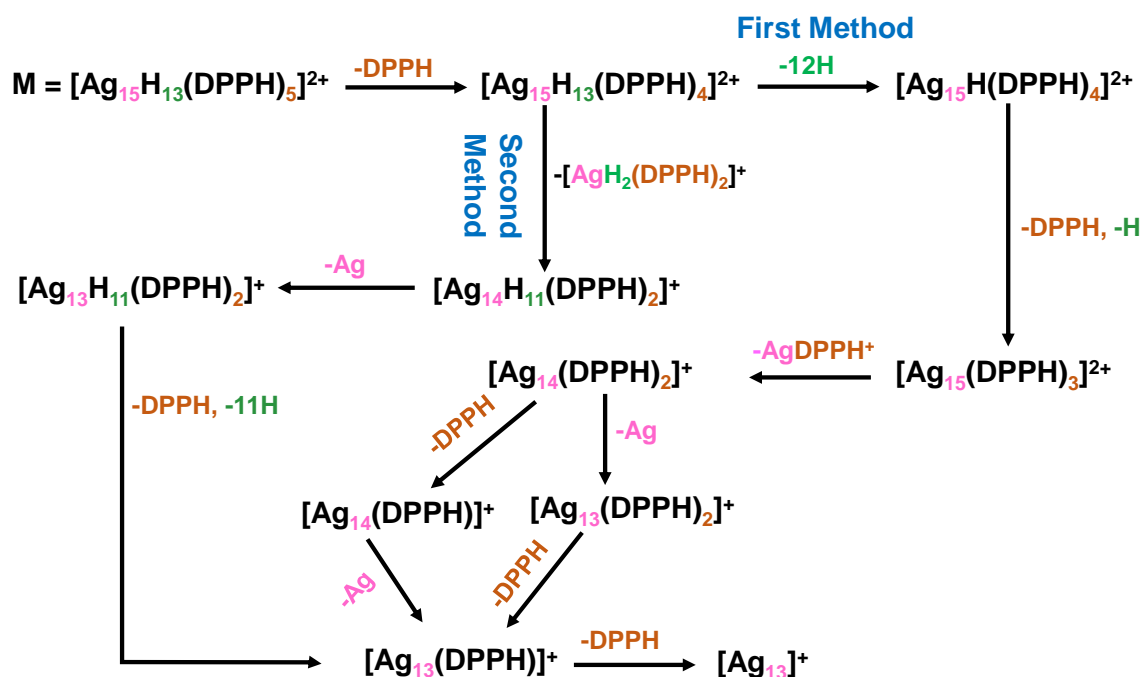 First Method
M = [Ag₁₅H₁₃(DPPH)₅]²⁺
-DPPH
[Ag₁₅H₁₃(DPPH)₄]²⁺
-12H
[Ag₁₅H(DPPH)₄]²⁺
Second
Method
-[AgH₂(DPPH)₂]⁺
-DPPH, -H
[Ag₁₃H₁₁(DPPH)₂]⁺
-Ag
[Ag₁₄H₁₁(DPPH)₂]⁺
[Ag₁₄(DPPH)₂]⁺
-AgDPPH⁺
[Ag₁₅(DPPH)₃]²⁺
-DPPH, -11H
-DPPH
-Ag
[Ag₁₄(DPPH)]⁺
[Ag₁₃(DPPH)₂]⁺
-Ag
-DPPH
[Ag₁₃(DPPH)]⁺
-DPPH
[Ag₁₃]⁺